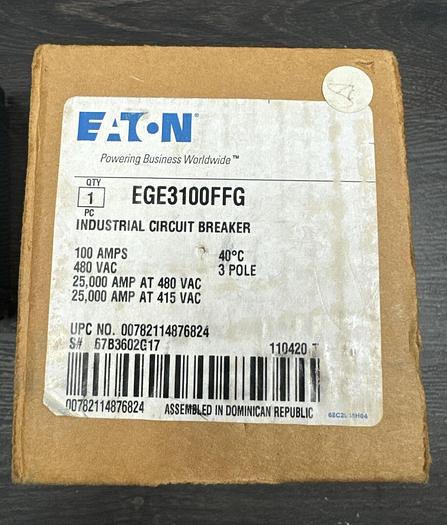 EATON
Powering Business Worldwide™
QTY
1
PC
EGE3100FFG
INDUSTRIAL CIRCUIT BREAKER
100 AMPS 40°C
480 VAC 3 POLE
25,000 AMP AT 480 VAC
25,000 AMP AT 415 VAC
UPC NO. 00782114876824
S# 67B3602G17 110420 T
00782114876824 ASSEMBLED IN DOMINICAN REPUBLIC